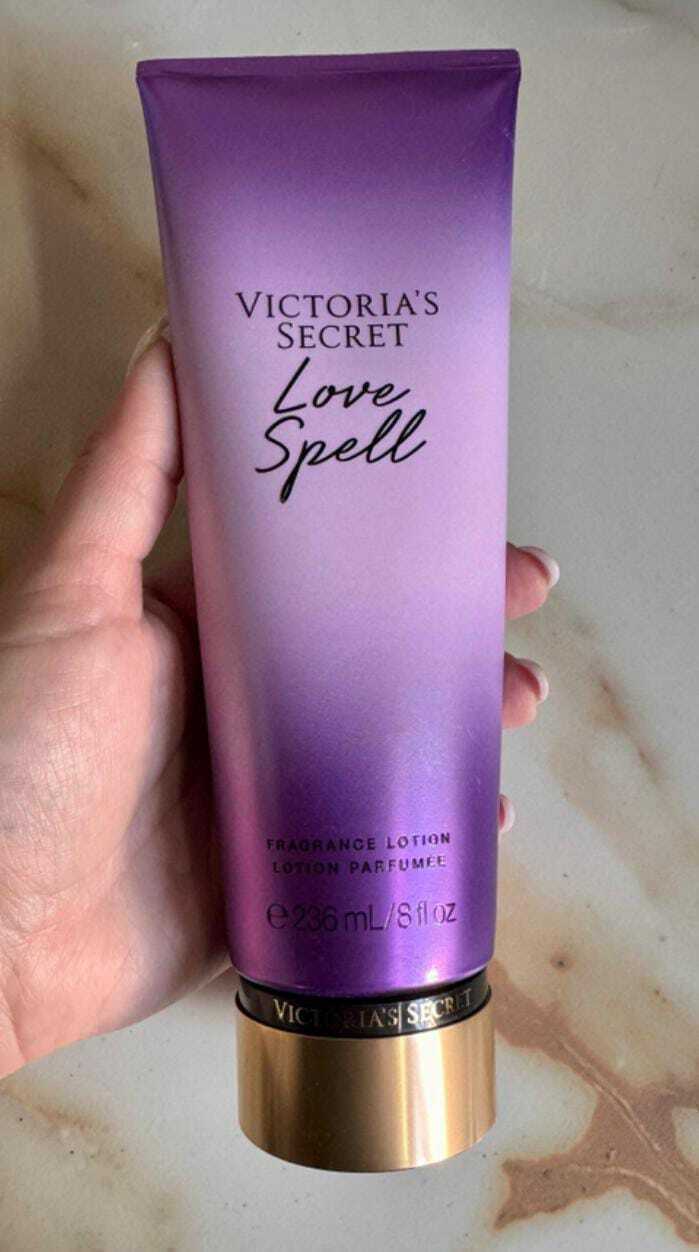 VICTORIA'S
SECRET
Love
Spell
FRAGRANCE LOTION
LOTION PARFUMÉE
℮ 236 mL/8 fl oz
VICTORIA'S SECRET